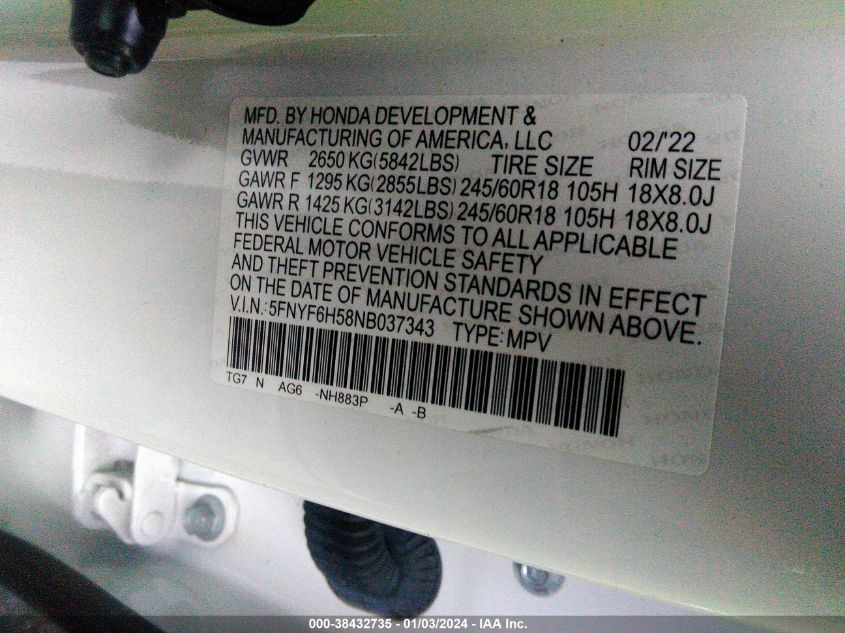 MFD. BY HONDA DEVELOPMENT &
MANUFACTURING OF AMERICA, LLC 02/'22
GVWR 2650 KG(5842LBS) TIRE SIZE RIM SIZE
GAWR F 1295 KG(2855LBS) 245/60R18 105H 18X8.0J
GAWR R 1425 KG(3142LBS) 245/60R18 105H 18X8.0J
THIS VEHICLE CONFORMS TO ALL APPLICABLE
FEDERAL MOTOR VEHICLE SAFETY
AND THEFT PREVENTION STANDARDS IN EFFECT
ON THE DATE OF MANUFACTURE SHOWN ABOVE.
V.I.N.: 5FNYF6H58NB037343 TYPE: MPV
TG7 N AG6 -NH883P -A -B
000-38432735 - 01/03/2024 - IAA Inc.